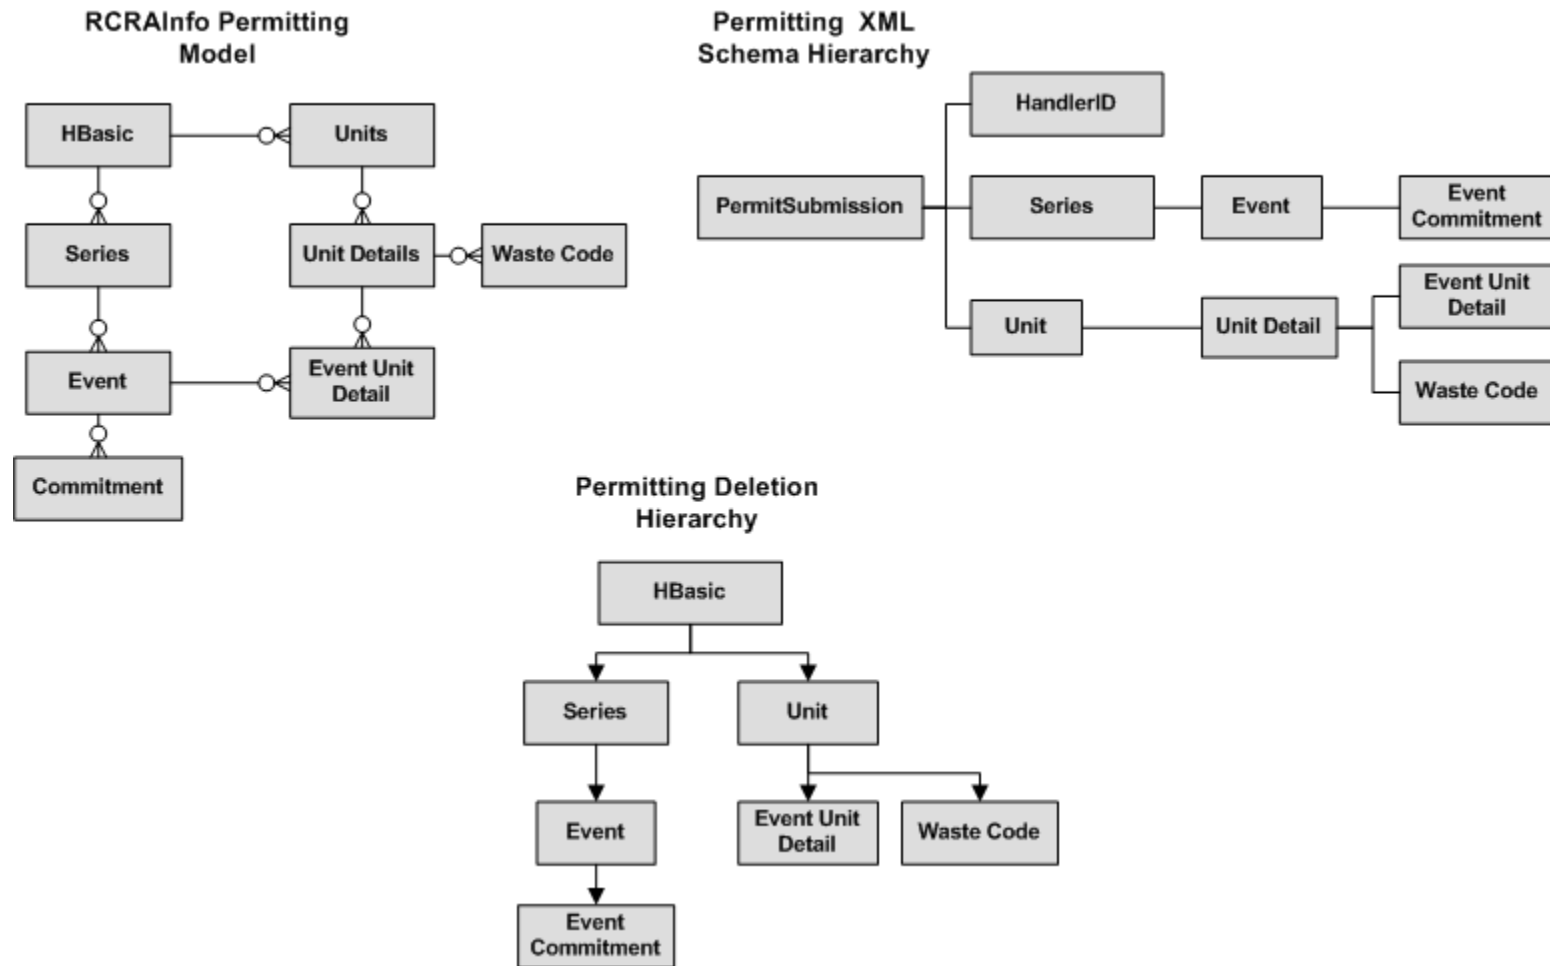 RCRAInfo Permitting
Model
HBasic
Units
Series
Unit Details
Waste Code
Event
Event Unit
Detail
Commitment
Permitting XML
Schema Hierarchy
HandlerID
PermitSubmission
Series
Event
Event
Commitment
Unit
Unit Detail
Event Unit
Detail
Waste Code
Permitting Deletion
Hierarchy
HBasic
Series
Unit
Event
Event Unit
Detail
Waste Code
Event
Commitment